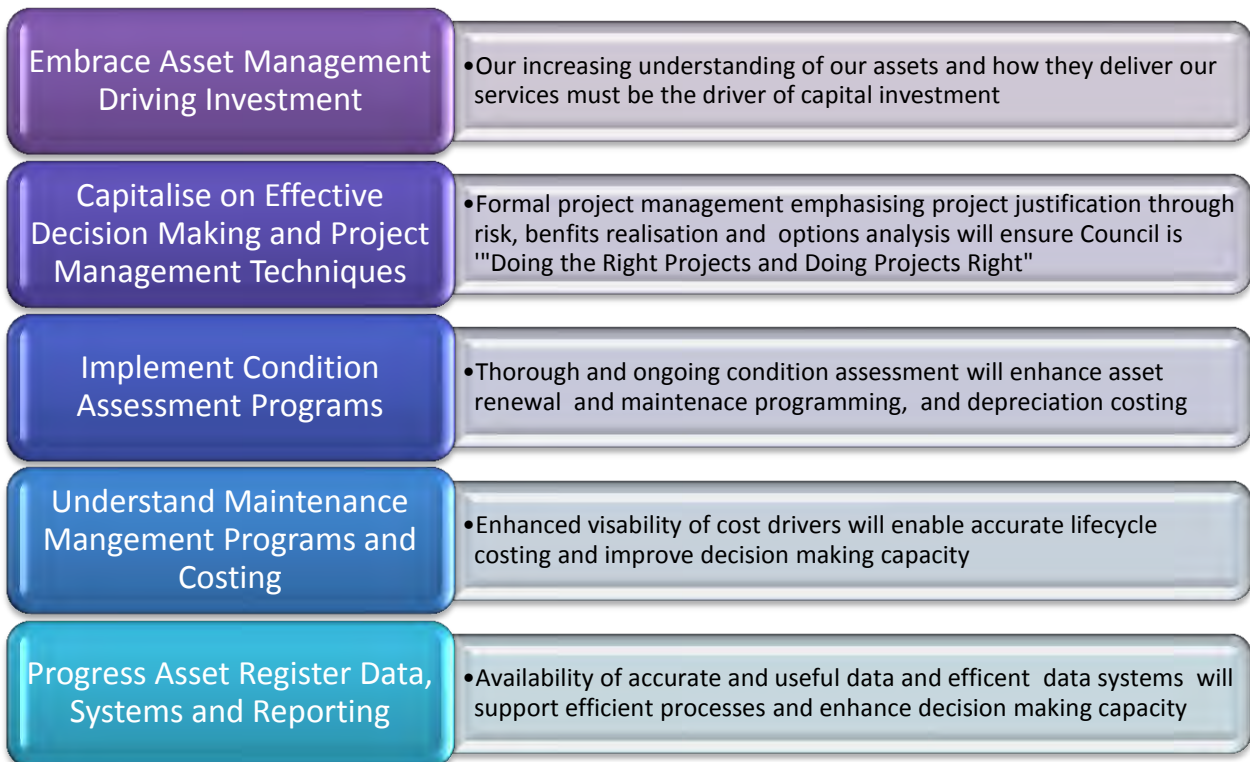 Embrace Asset Management
Driving Investment
•Our increasing understanding of our assets and how they deliver our
services must be the driver of capital investment
Capitalise on Effective
Decision Making and Project
Management Techniques
•Formal project management emphasising project justification through
risk, benfits realisation and  options analysis will ensure Council is
'"Doing the Right Projects and Doing Projects Right"
Implement Condition
Assessment Programs
•Thorough and ongoing condition assessment will enhance asset
renewal  and maintenace programming,  and depreciation costing
Understand Maintenance
Mangement Programs and
Costing
•Enhanced visability of cost drivers will enable accurate lifecycle
costing and improve decision making capacity
Progress Asset Register Data,
Systems and Reporting
•Availability of accurate and useful data and efficent  data systems  will
support efficient processes and enhance decision making capacity